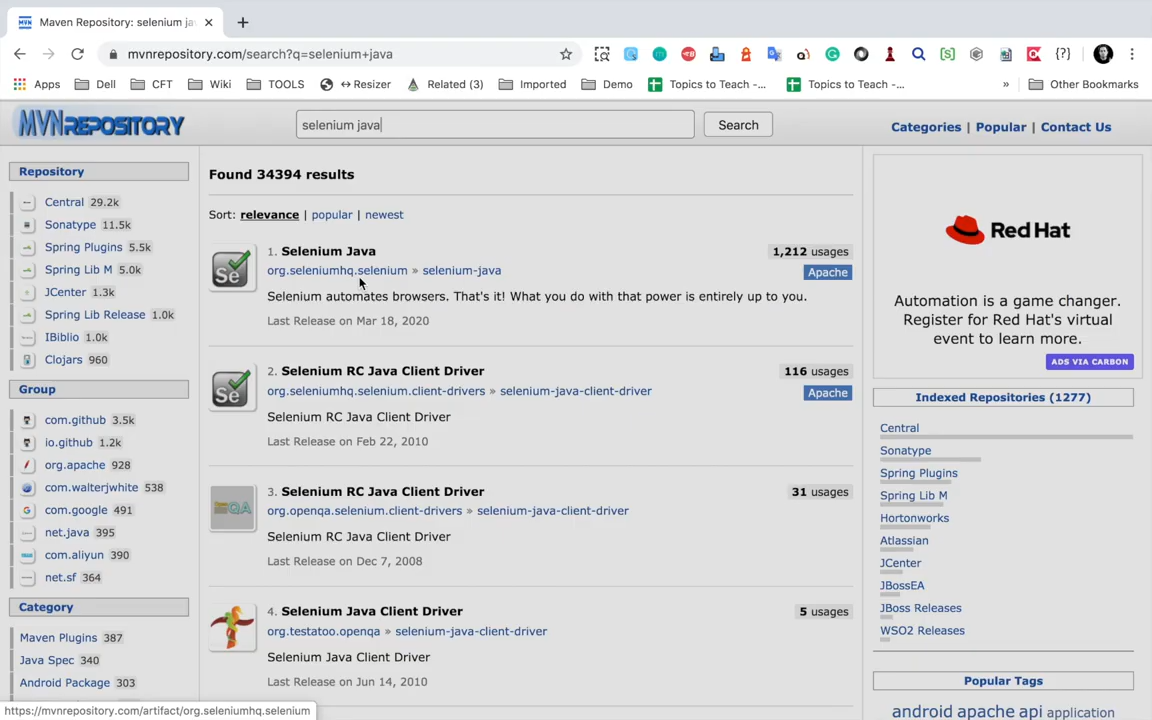 Maven Repository: selenium ja
mvnrepository.com/search?q=selenium+java
Apps
Dell
CFT
Wiki
TOOLS
Resizer
Related (3)
Imported
Demo
Topics to Teach -...
Topics to Teach -...
»
Other Bookmarks
MVNREPOSITORY
selenium java
Search
Categories | Popular | Contact Us
Repository
Central 29.2k
Sonatype 11.5k
Spring Plugins 5.5k
Spring Lib M 5.0k
JCenter 1.3k
Spring Lib Release 1.0k
IBiblio 1.0k
Clojars 960
Group
com.github 3.5k
io.github 1.2k
org.apache 928
com.walterjwhite 538
com.google 491
net.java 395
com.aliyun 390
net.sf 364
Category
Maven Plugins 387
Java Spec 340
Android Package 303
Found 34394 results
Sort: relevance | popular | newest
1. Selenium Java
1,212 usages
org.seleniumhq.selenium » selenium-java
Apache
Selenium automates browsers. That's it! What you do with that power is entirely up to you.
Last Release on Mar 18, 2020
2. Selenium RC Java Client Driver
116 usages
org.seleniumhq.selenium.client-drivers » selenium-java-client-driver
Apache
Selenium RC Java Client Driver
Last Release on Feb 22, 2010
3. Selenium RC Java Client Driver
31 usages
org.openqa.selenium.client-drivers » selenium-java-client-driver
Selenium RC Java Client Driver
Last Release on Dec 7, 2008
4. Selenium Java Client Driver
5 usages
org.testatoo.openqa » selenium-java-client-driver
Selenium Java Client Driver
Last Release on Jun 14, 2010
Red Hat
Automation is a game changer.
Register for Red Hat's virtual
event to learn more.
ADS VIA CARBON
Indexed Repositories (1277)
Central
Sonatype
Spring Plugins
Spring Lib M
Hortonworks
Atlassian
JCenter
JBossEA
JBoss Releases
WSO2 Releases
Popular Tags
android apache api application
https://mvnrepository.com/artifact/org.seleniumhq.selenium